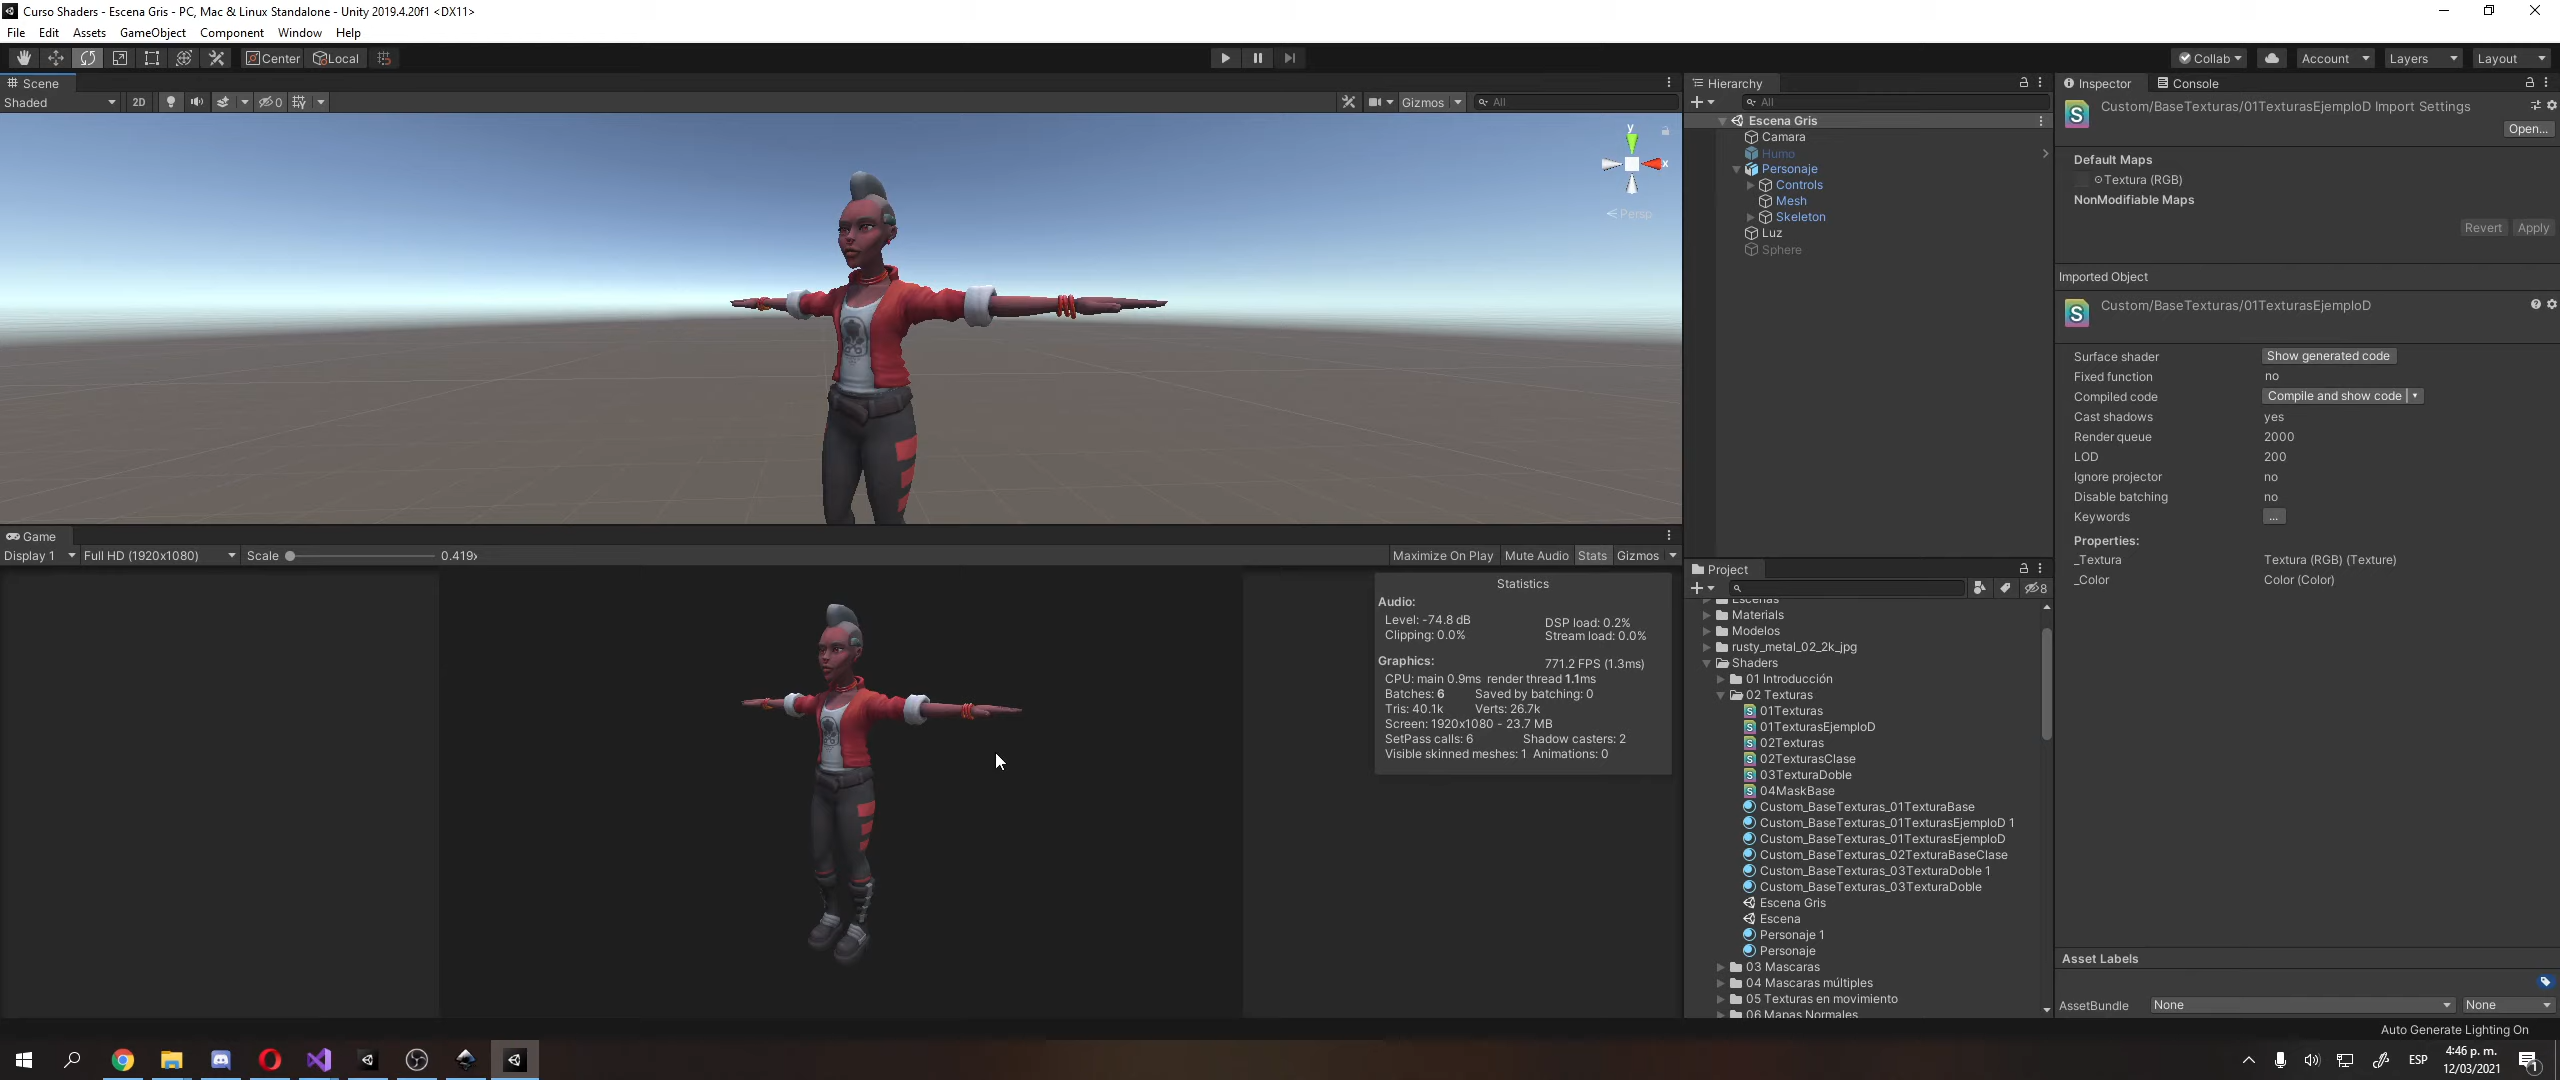 Curso Shaders - Escena Gris - PC, Mac & Linux Standalone - Unity 2019.4.20f1 <DX11>
File Edit Assets GameObject Component Window Help
Center Local Collab Account Layers Layout
Scene
Shaded 2D 0 Gizmos All
y
x
Persp
Game
Display 1 Full HD (1920x1080) Scale 0.419x Maximize On Play Mute Audio Stats Gizmos
Statistics
Audio:
Level: -74.8 dB DSP load: 0.2%
Clipping: 0.0% Stream load: 0.0%
Graphics: 771.2 FPS (1.3ms)
CPU: main 0.9ms render thread 1.1ms
Batches: 6 Saved by batching: 0
Tris: 40.1k Verts: 26.7k
Screen: 1920x1080 - 23.7 MB
SetPass calls: 6 Shadow casters: 2
Visible skinned meshes: 1 Animations: 0
Hierarchy
All
Escena Gris
Camara
Humo
Personaje
Controls
Mesh
Skeleton
Luz
Sphere
Project
8
Escenas
Materials
Modelos
rusty_metal_02_2k_jpg
Shaders
01 Introducción
02 Texturas
01Texturas
01TexturasEjemploD
02Texturas
02TexturasClase
03TexturaDoble
04MaskBase
Custom_BaseTexturas_01TexturaBase
Custom_BaseTexturas_01TexturasEjemploD 1
Custom_BaseTexturas_01TexturasEjemploD
Custom_BaseTexturas_02TexturaBaseClase
Custom_BaseTexturas_03TexturaDoble 1
Custom_BaseTexturas_03TexturaDoble
Escena Gris
Escena
Personaje 1
Personaje
03 Mascaras
04 Mascaras múltiples
05 Texturas en movimiento
06 Mapas Normales
Inspector Console
Custom/BaseTexturas/01TexturasEjemploD Import Settings
Open...
Default Maps
Textura (RGB)
NonModifiable Maps
Revert Apply
Imported Object
Custom/BaseTexturas/01TexturasEjemploD
Surface shader Show generated code
Fixed function no
Compiled code Compile and show code
Cast shadows yes
Render queue 2000
LOD 200
Ignore projector no
Disable batching no
Keywords ...
Properties:
_Textura Textura (RGB) (Texture)
_Color Color (Color)
Asset Labels
AssetBundle None None
Auto Generate Lighting On
ESP
4:46 p. m.
12/03/2021
1